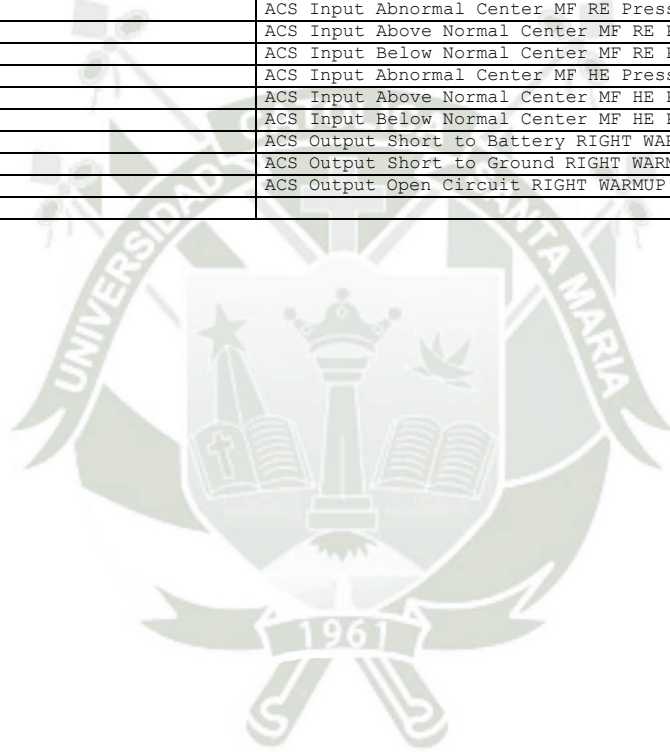 ACS Input Abnormal Center MF RE
ACS Input Above Normal Center MF RE
ACS Input Below Normal Center MF RE
ACS Input Abnormal Center MF HE
ACS Input Above Normal Center MF HE
ACS Input Below Normal Center MF HE
ACS Output Short to Battery RIGHT
ACS Output Short to Ground RIGHT
ACS Output Open Circuit RIGHT WARMUP
UNIVERSIDAD CATOLICA SANTA MARIA
1961